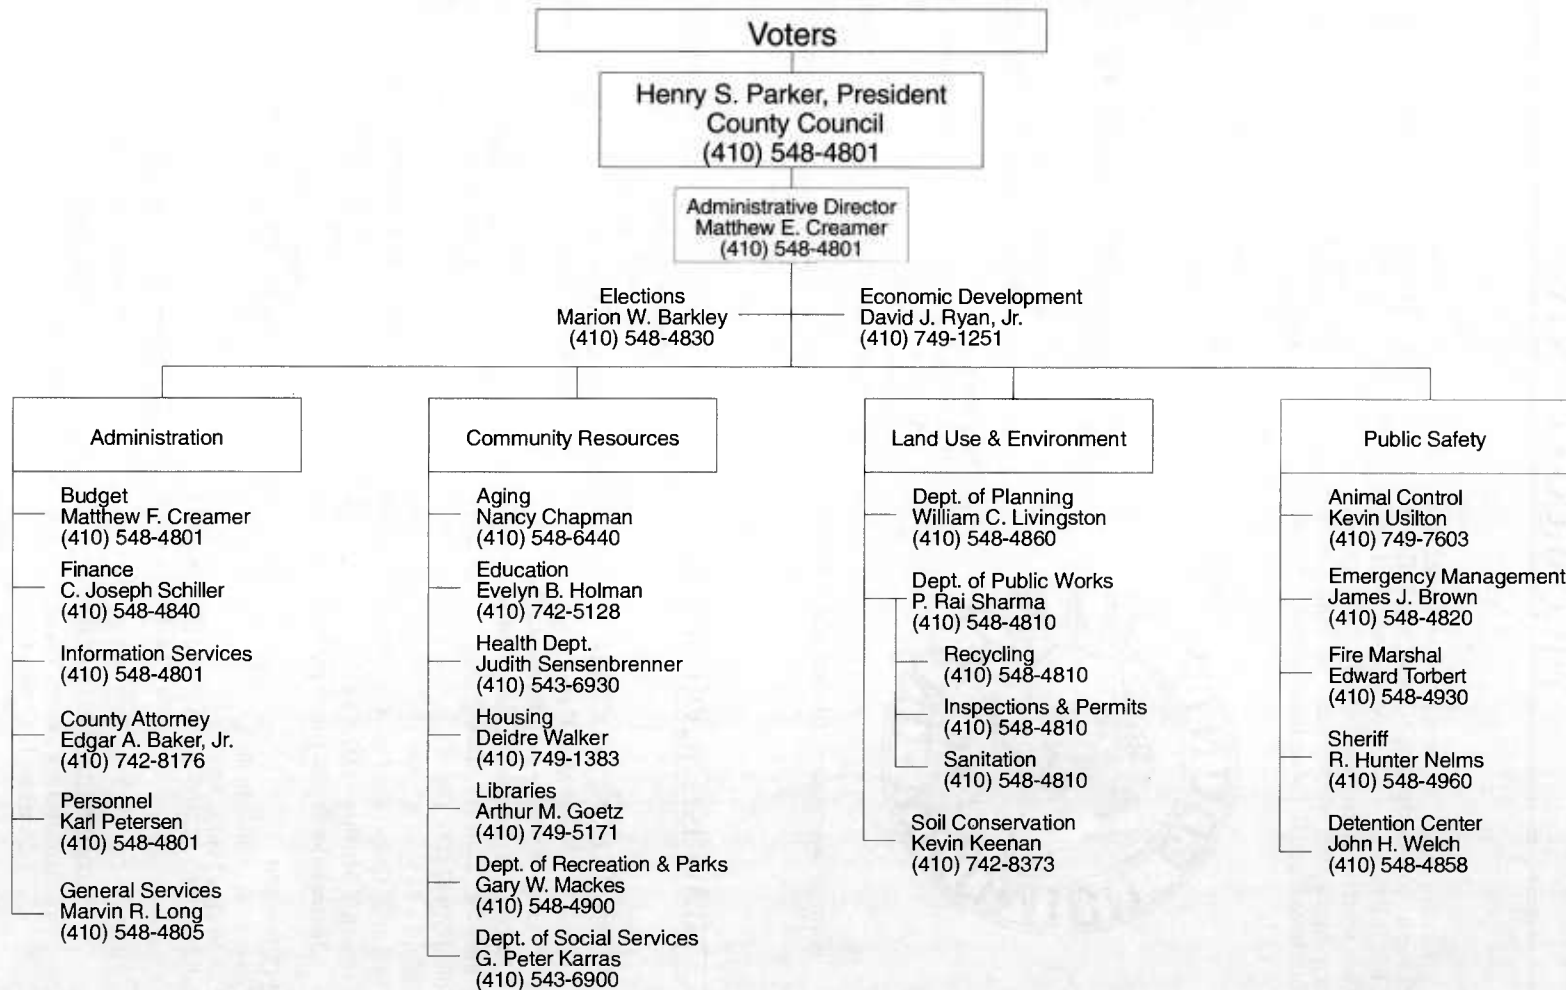 Voters
Henry S. Parker, President
County Council
(410) 548-4801
Administrative Director
Matthew E. Creamer
(410) 548-4801
Elections
Marion W. Barkley
(410) 548-4830
Economic Development
David J. Ryan, Jr.
(410) 749-1251
Administration
Budget
Matthew F. Creamer
(410) 548-4801
Finance
C. Joseph Schiller
(410) 548-4840
Information Services
(410) 548-4801
County Attorney
Edgar A. Baker, Jr.
(410) 742-8176
Personnel
Karl Petersen
(410) 548-4801
General Services
Marvin R. Long
(410) 548-4805
Community Resources
Aging
Nancy Chapman
(410) 548-6440
Education
Evelyn B. Holman
(410) 742-5128
Health Dept.
Judith Sensenbrenner
(410) 543-6930
Housing
Deidre Walker
(410) 749-1383
Libraries
Arthur M. Goetz
(410) 749-5171
Dept. of Recreation & Parks
Gary W. Mackes
(410) 548-4900
Dept. of Social Services
G. Peter Karras
(410) 543-6900
Land Use & Environment
Dept. of Planning
William C. Livingston
(410) 548-4860
Dept. of Public Works
P. Rai Sharma
(410) 548-4810
Recycling
(410) 548-4810
Inspections & Permits
(410) 548-4810
Sanitation
(410) 548-4810
Soil Conservation
Kevin Keenan
(410) 742-8373
Public Safety
Animal Control
Kevin Usilton
(410) 749-7603
Emergency Management
James J. Brown
(410) 548-4820
Fire Marshal
Edward Torbert
(410) 548-4930
Sheriff
R. Hunter Nelms
(410) 548-4960
Detention Center
John H. Welch
(410) 548-4858